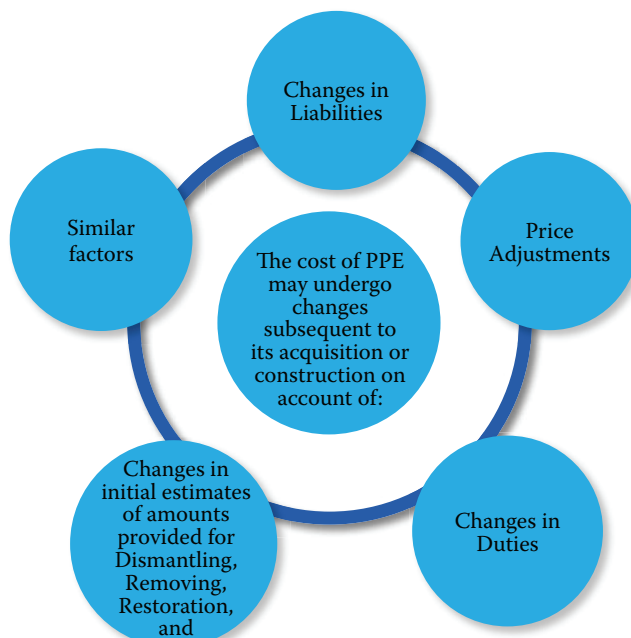 Changes in
Liabilities
Similar
factors
Price
Adjustments
The cost of PPE
may undergo
changes
subsequent to
its acquisition or
construction on
account of:
Changes in
initial estimates
of amounts
provided for
Dismantling,
Removing,
Restoration,
and
Changes in
Duties